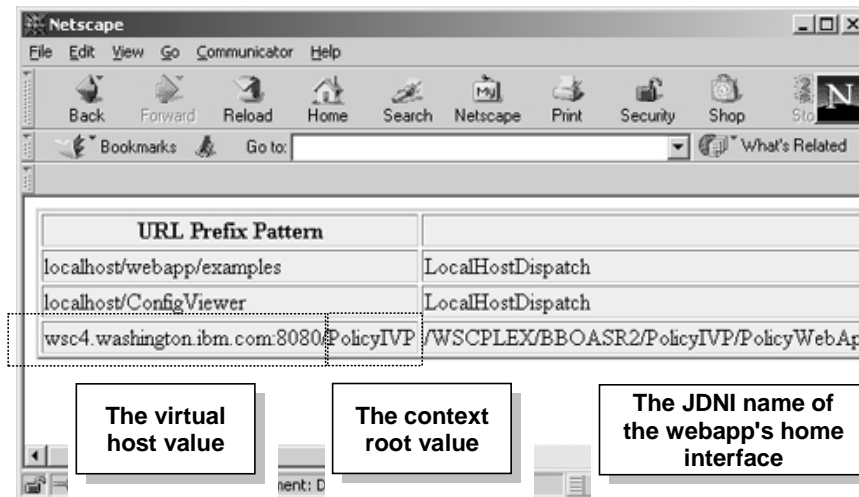 Netscape
File Edit View Go Communicator Help
Back Forward Reload Home Search Netscape Print Security Shop Sto
My
N
Bookmarks Go to: What's Related
URL Prefix Pattern
localhost/webapp/examples LocalHostDispatch
localhost/ConfigViewer LocalHostDispatch
wsc4.washington.ibm.com:8080/PolicyIVP /WSCPLEX/BBOASR2/PolicyIVP/PolicyWebAp
The virtual host value
The context root value
The JDNI name of the webapp's home interface
ment: D